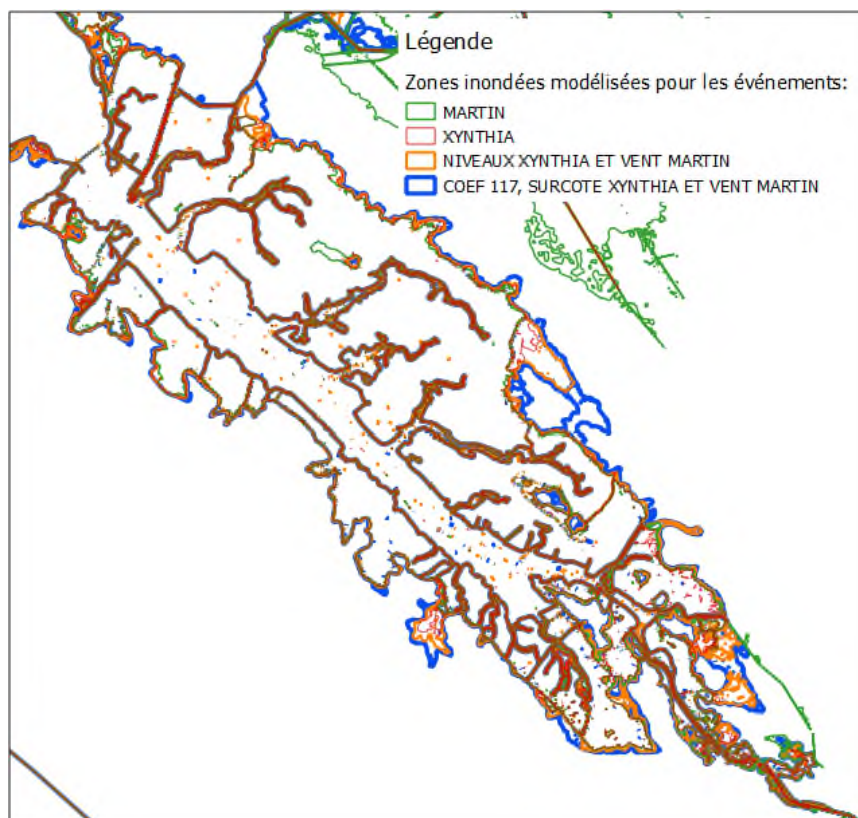 Légende
Zones inondées modélisées pour les événements:
MARTIN
XYNTHIA
NIVEAUX XYNTHIA ET VENT MARTIN
COEF 117, SURCOTE XYNTHIA ET VENT MARTIN